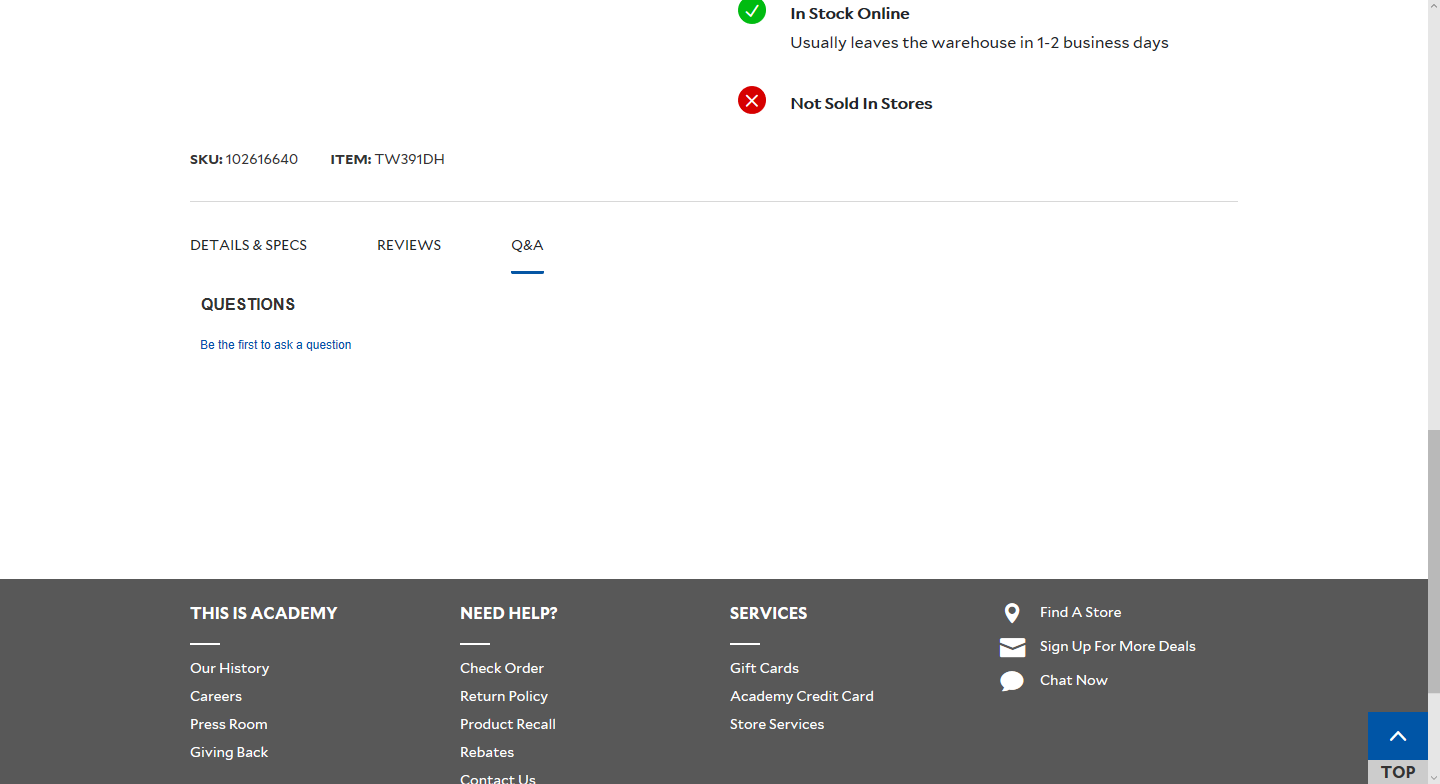 In Stock Online
Usually leaves the warehouse in 1-2 business days
Not Sold In Stores
SKU: 102616640 ITEM: TW391DH
DETAILS & SPECS REVIEWS Q&A
QUESTIONS
Be the first to ask a question
THIS IS ACADEMY
Our History
Careers
Press Room
Giving Back
NEED HELP?
Check Order
Return Policy
Product Recall
Rebates
Contact Us
SERVICES
Gift Cards
Academy Credit Card
Store Services
Find A Store
Sign Up For More Deals
Chat Now
TOP